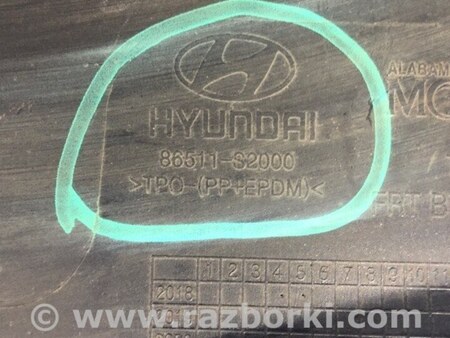 HYUNDAI
86511-S2000
>TPO-(PP+EPDM)<
ALABAM
MO
FRT B
1 2 3 4 5 6 7 8 9 10 11
2018
www.razborki.com